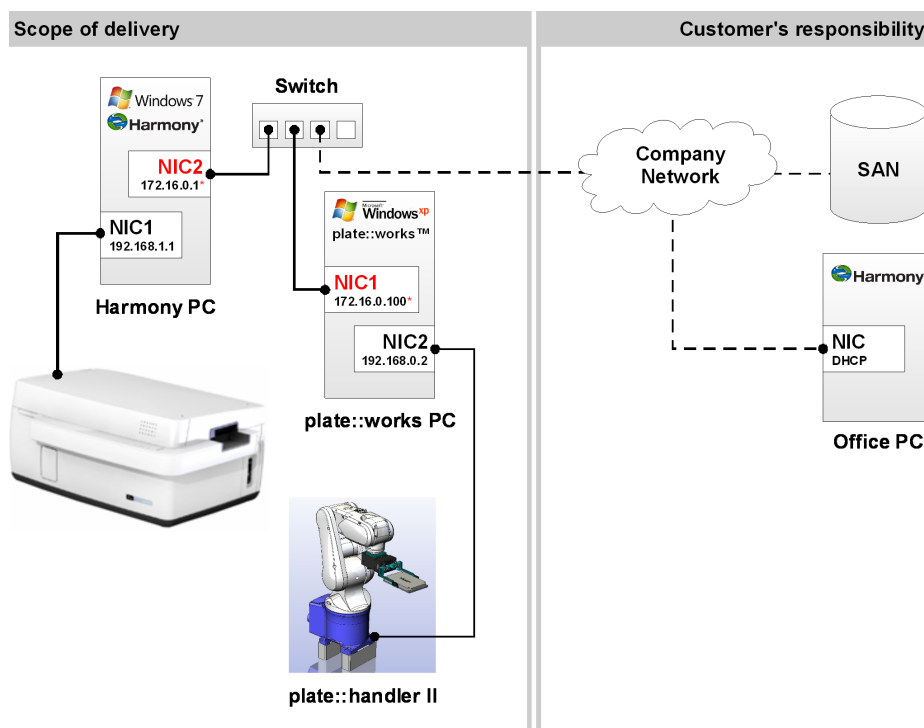 Scope of delivery
Customer's responsibility
Windows 7
Harmony
NIC2
172.16.0.1*
NIC1
192.168.1.1
Harmony PC
Switch
Microsoft
Windows xp
plate::works™
NIC1
172.16.0.100*
NIC2
192.168.0.2
plate::works PC
plate::handler II
Company
Network
SAN
Harmony
NIC
DHCP
Office PC